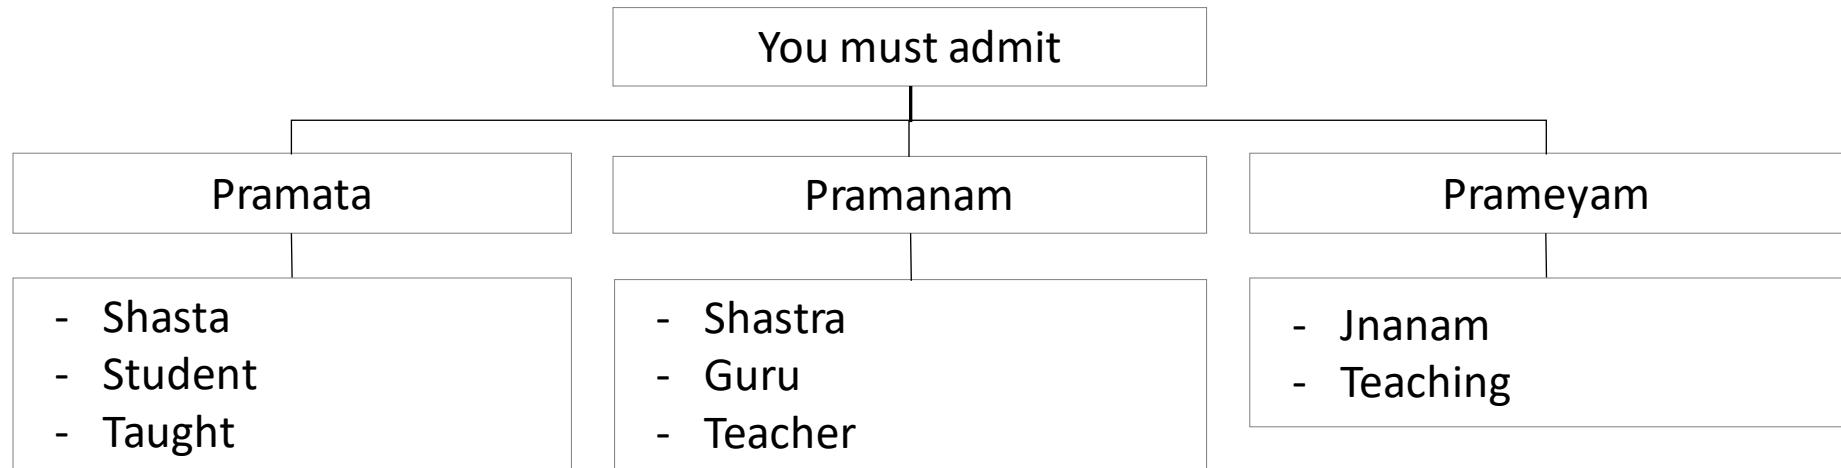 You must admit
Pramata
Pramanam
Prameyam
- Shasta
- Student
- Taught
- Shastra
- Guru
- Teacher
- Jnanam
- Teaching